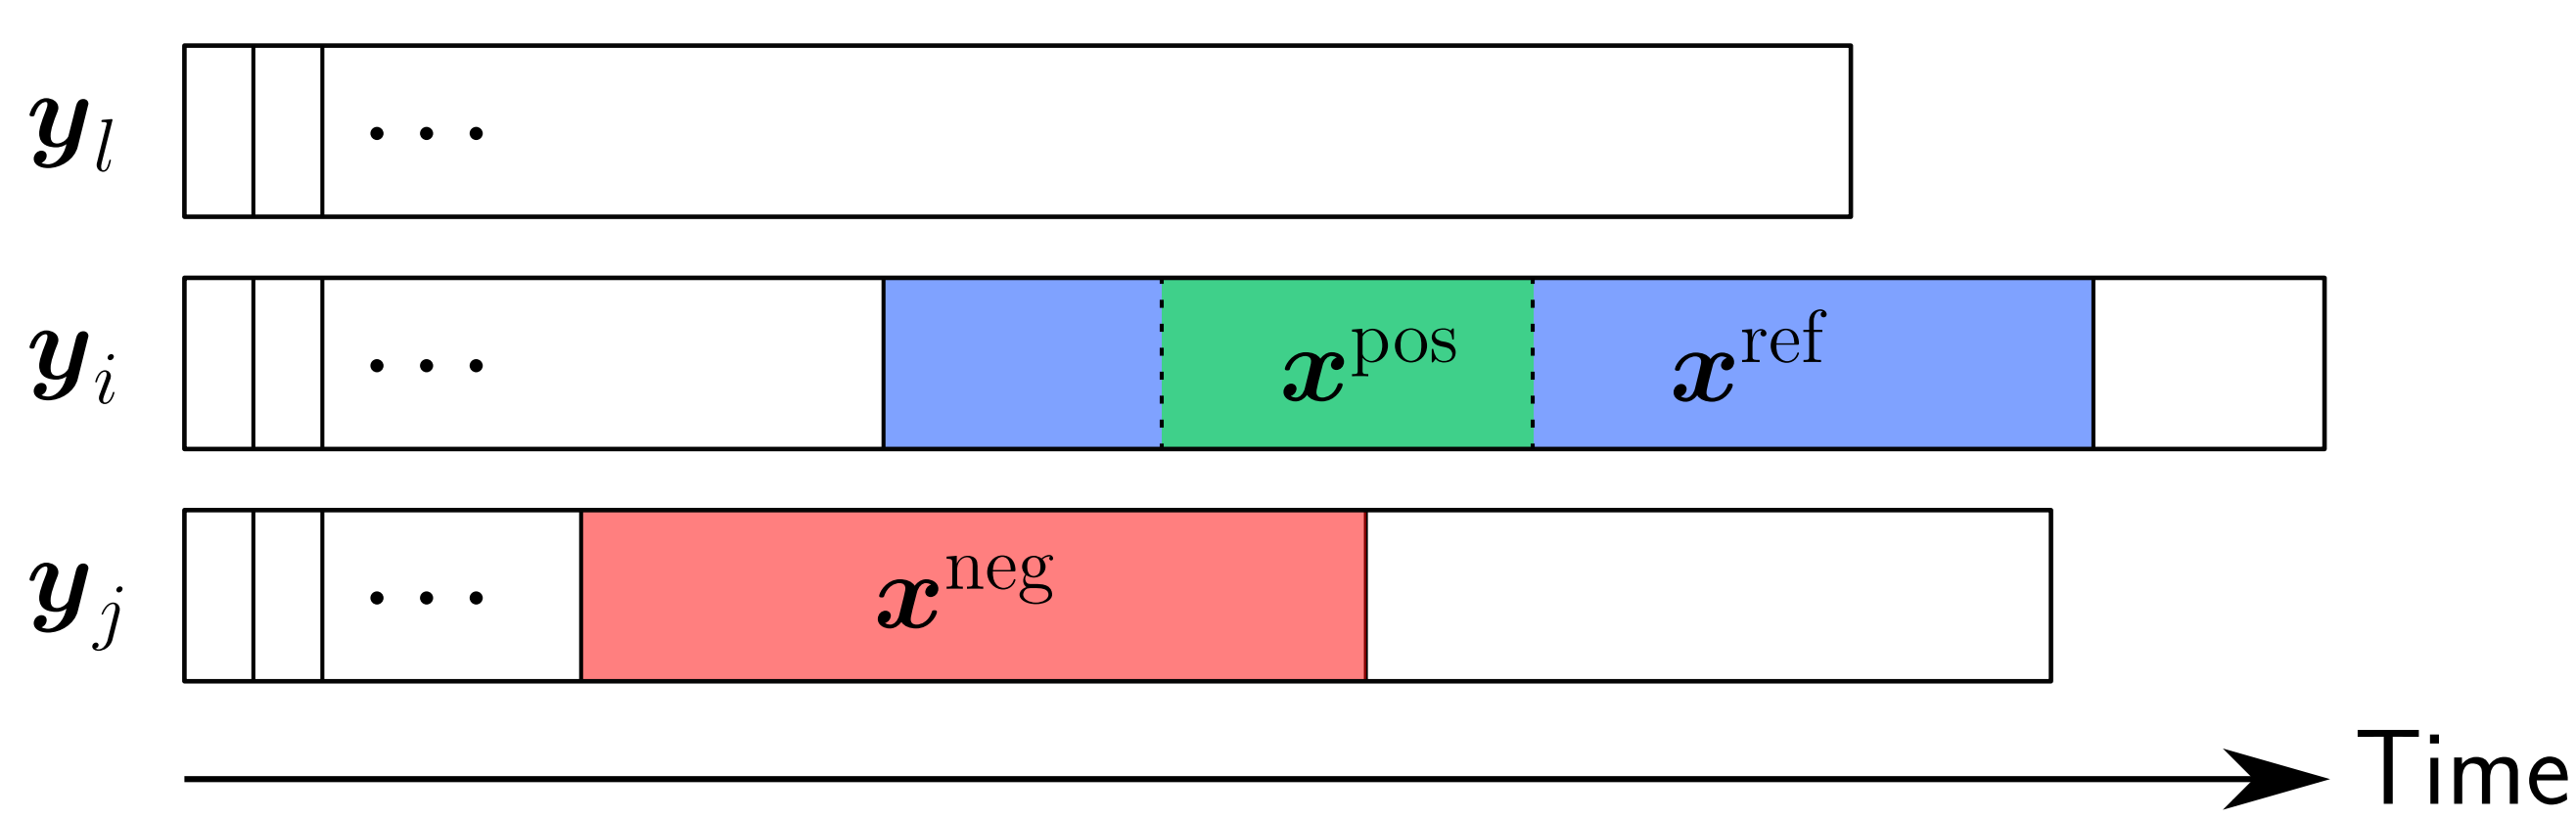 y_l ...
y_i ... x^pos x^ref
y_j ... x^neg
Time